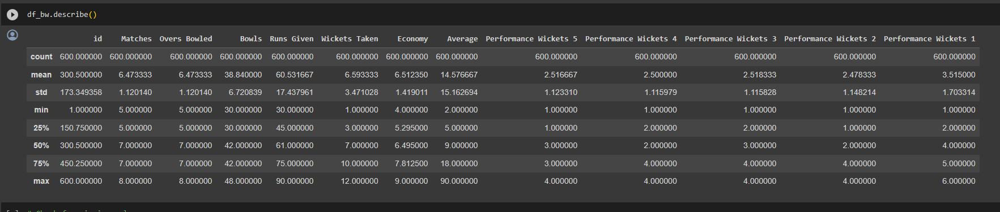 df_bw.describe()
id Matches Overs Bowled Bowls Runs Given Wickets Taken Economy Average Performance Wickets 5 Performance Wickets 4 Performance Wickets 3 Performance Wickets 2 Performance Wickets 1
count 600.000000 600.000000 600.000000 600.000000 600.000000 600.000000 600.000000 600.000000 600.000000 600.000000 600.000000 600.000000 600.000000
mean 300.500000 6.473333 6.473333 38.840000 60.531667 6.593333 6.512350 14.576667 2.516667 2.500000 2.518333 2.478333 3.515000
std 173.349358 1.120140 1.120140 6.720839 17.437961 3.471028 1.419011 15.162694 1.123310 1.115979 1.115828 1.148214 1.703314
min 1.000000 5.000000 5.000000 30.000000 30.000000 1.000000 4.000000 2.000000 1.000000 1.000000 1.000000 1.000000 1.000000
25% 150.750000 5.000000 5.000000 30.000000 45.000000 3.000000 5.295000 5.000000 1.000000 2.000000 2.000000 1.000000 2.000000
50% 300.500000 7.000000 7.000000 42.000000 61.000000 7.000000 6.495000 9.000000 3.000000 2.000000 3.000000 2.000000 4.000000
75% 450.250000 7.000000 7.000000 42.000000 75.000000 10.000000 7.812500 18.000000 3.000000 4.000000 4.000000 4.000000 5.000000
max 600.000000 8.000000 8.000000 48.000000 90.000000 12.000000 9.000000 90.000000 4.000000 4.000000 4.000000 4.000000 6.000000